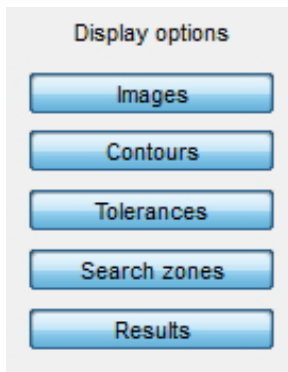 Display options
Images
Contours
Tolerances
Search zones
Results